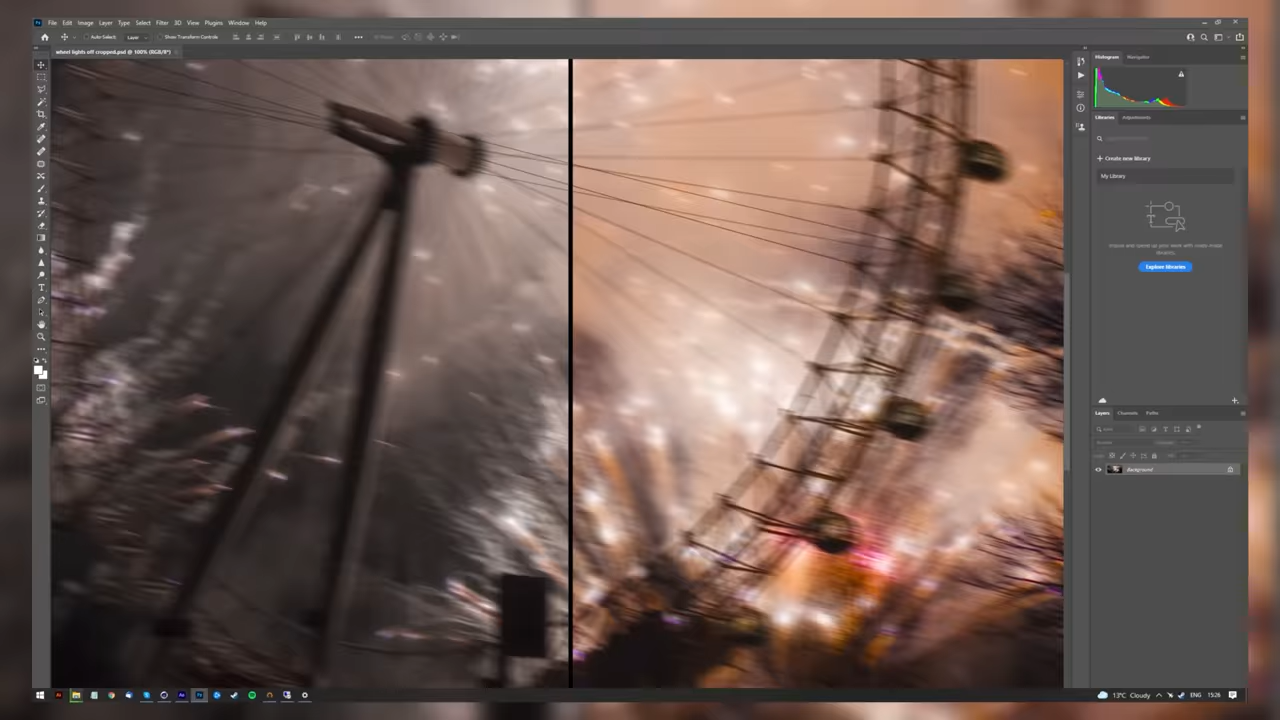 File Edit Image Layer Type Select Filter 3D View Plugins Window Help
Auto-Select: Layer Show Transform Controls
wheel lights off cropped.psd @ 100% (RGB/8*)
Histogram Navigator
Libraries Adjustments
Create new library
My Library
Explore libraries
Layers Channels Paths
Background
13°C Cloudy ENG 15:26